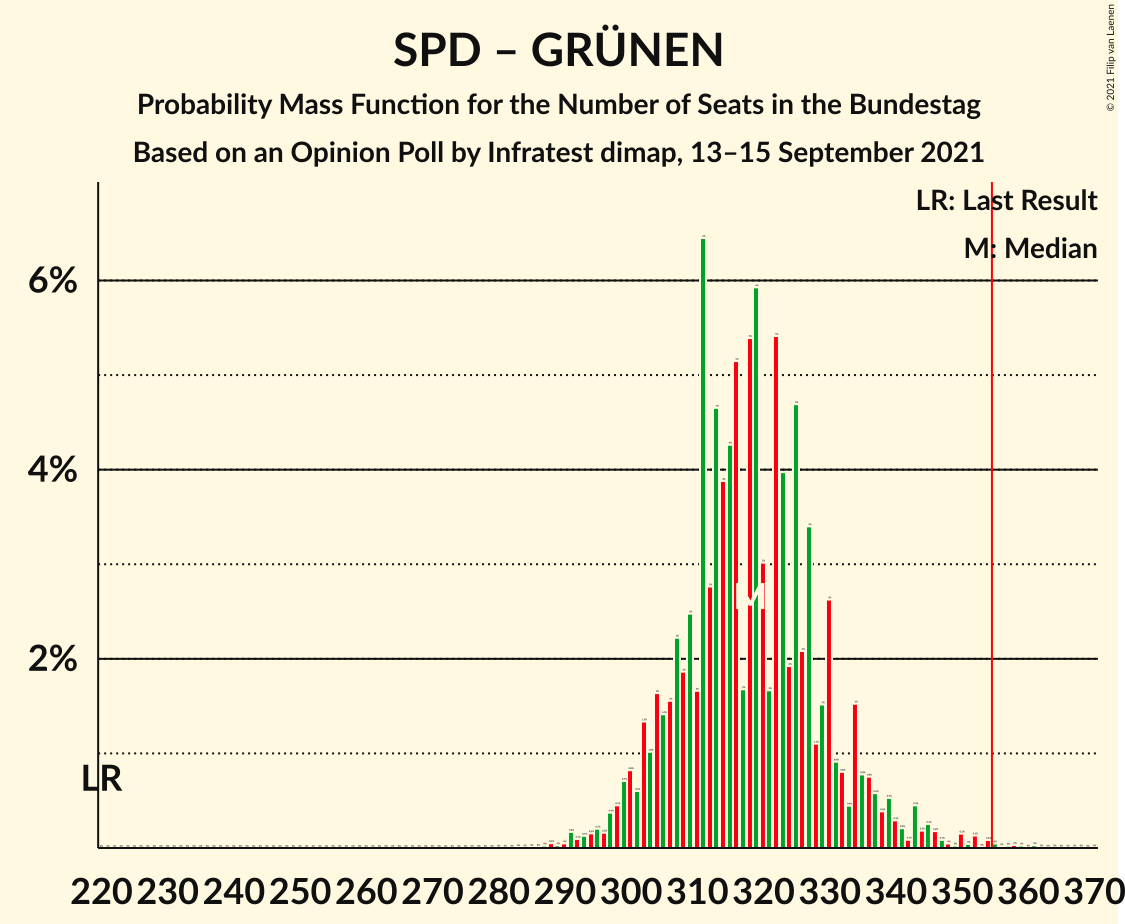 SPD – GRÜNEN
Probability Mass Function for the Number of Seats in the Bundestag
Based on an Opinion Poll by Infratest dimap, 13–15 September 2021
© 2021 Filip van Laenen
LR: Last Result
M: Median
6%
4%
2%
LR
M
220 230 240 250 260 270 280 290 300 310 320 330 340 350 360 370